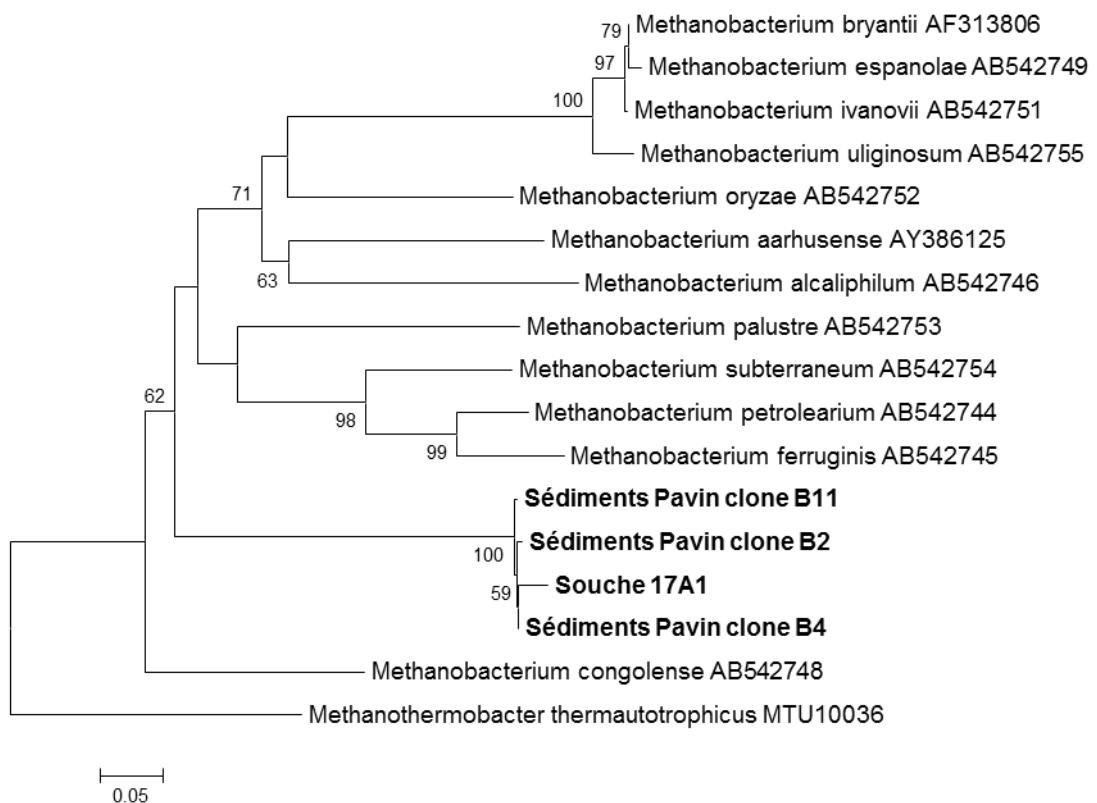 79
Methanobacterium bryantii AF313806
97
Methanobacterium espanolae AB542749
100
Methanobacterium ivanovii AB542751
Methanobacterium uliginosum AB542755
71
Methanobacterium oryzae AB542752
Methanobacterium aarhusense AY386125
63
Methanobacterium alcaliphilum AB542746
Methanobacterium palustre AB542753
Methanobacterium subterraneum AB542754
62
98
Methanobacterium petrolearium AB542744
99
Methanobacterium ferruginis AB542745
Sédiments Pavin clone B11
Sédiments Pavin clone B2
100
Souche 17A1
59
Sédiments Pavin clone B4
Methanobacterium congolense AB542748
Methanothermobacter thermautotrophicus MTU10036
0.05